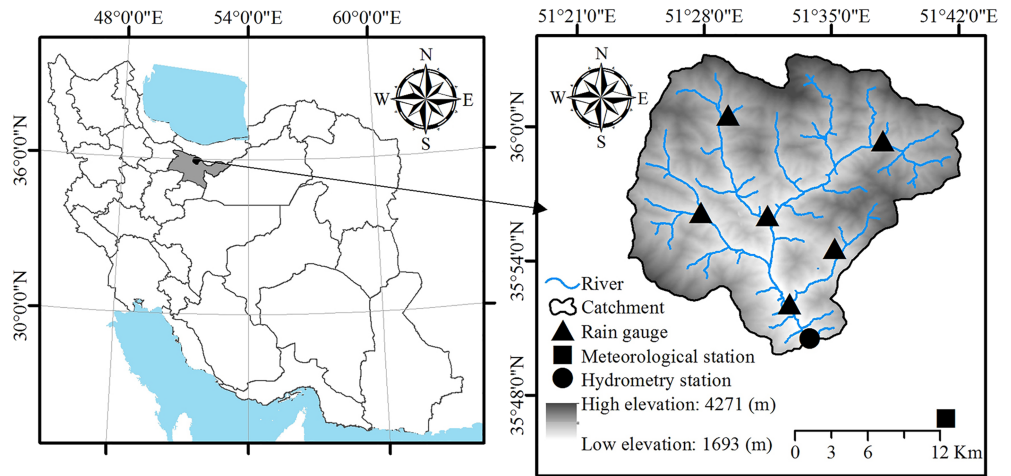 48°0'0"E 54°0'0"E 60°0'0"E
36°0'0"N
30°0'0"N
N
W E
S
51°21'0"E 51°28'0"E 51°35'0"E 51°42'0"E
36°0'0"N
35°54'0"N
35°48'0"N
N
W E
S
River
Catchment
Rain gauge
Meteorological station
Hydrometry station
High elevation: 4271 (m)
Low elevation: 1693 (m)
0 3 6 12 Km